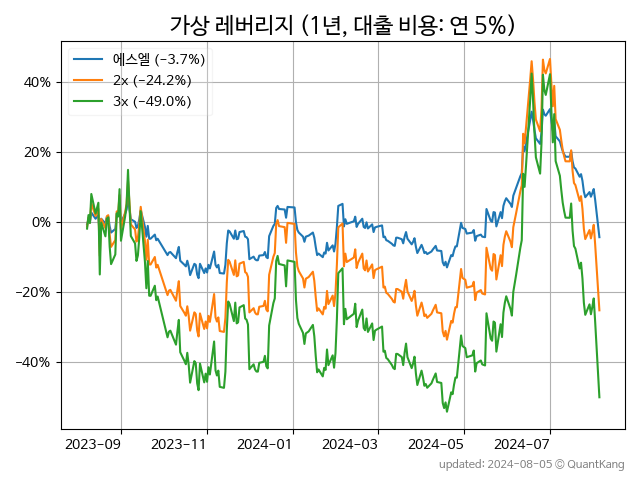 가상 레버리지 (1년, 대출 비용: 연 5%)
에스엘 (−3.7%)
2x (−24.2%)
3x (−49.0%)
40%
20%
0%
−20%
−40%
2023-09 2023-11 2024-01 2024-03 2024-05 2024-07
updated: 2024-08-05 © QuantKang